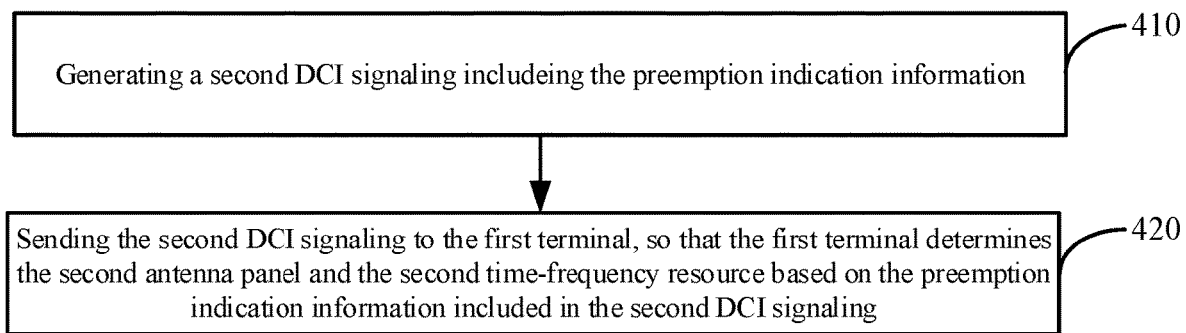 410
Generating a second DCI signaling includeing the preemption indication information
420
Sending the second DCI signaling to the first terminal, so that the first terminal determines
the second antenna panel and the second time-frequency resource based on the preemption
indication information included in the second DCI signaling